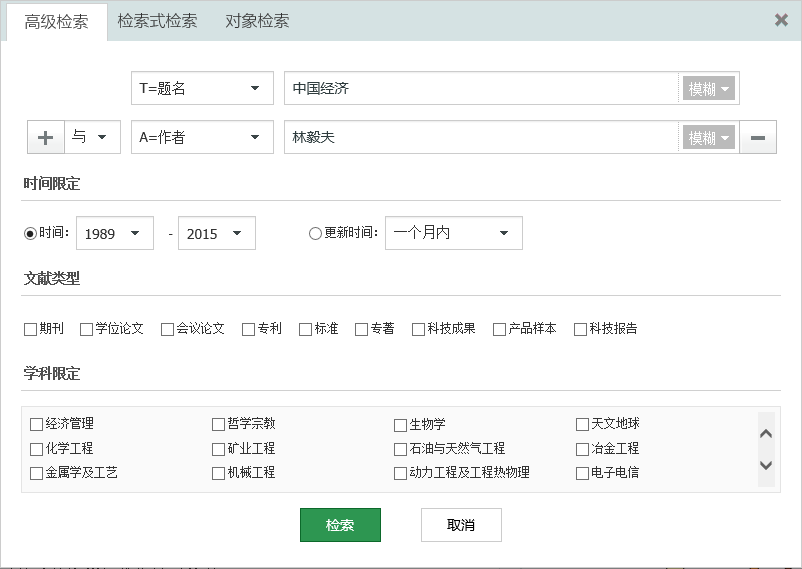 高级检索 检索式检索 对象检索
T=题名 中国经济 模糊
与 A=作者 林毅夫 模糊
时间限定
时间: 1989 - 2015 更新时间: 一个月内
文献类型
期刊 学位论文 会议论文 专利 标准 专著 科技成果 产品样本 科技报告
学科限定
经济管理 哲学宗教 生物学 天文地球
化学工程 矿业工程 石油与天然气工程 冶金工程
金属学及工艺 机械工程 动力工程及工程热物理 电子电信
检索 取消